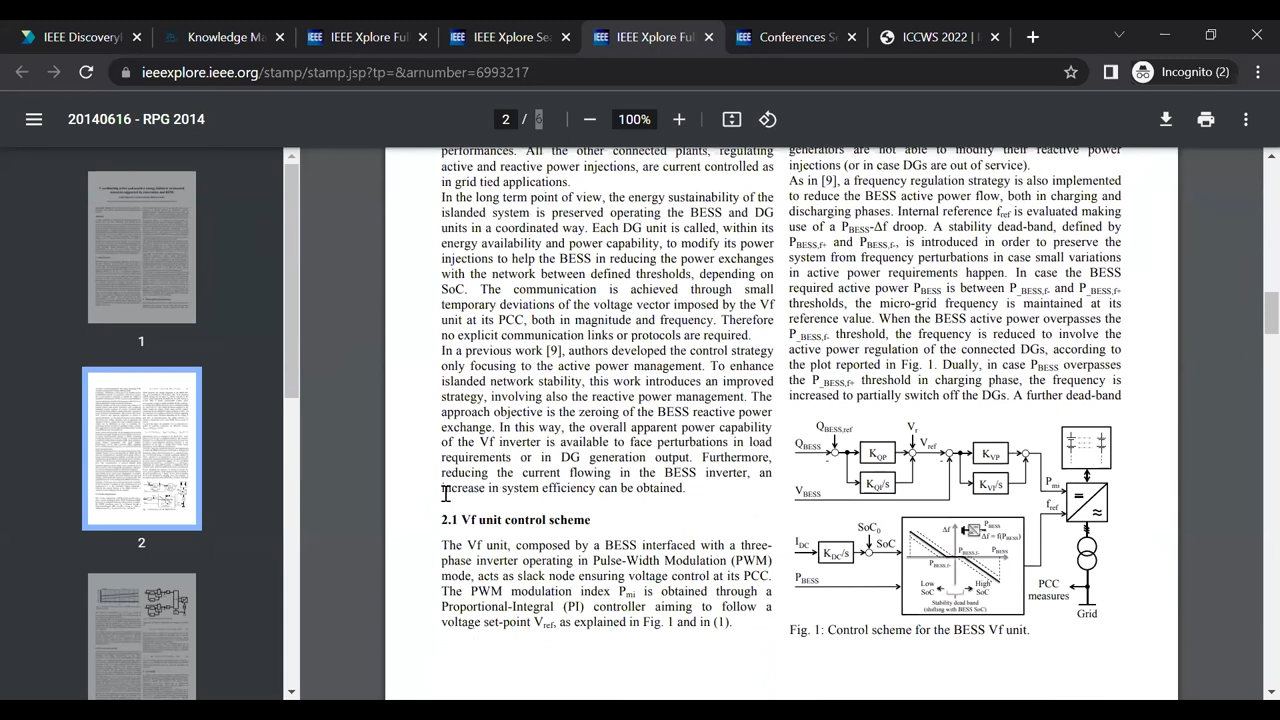 IEEE Discovery
Knowledge Ma
IEEE Xplore Ful
IEEE Xplore Sea
IEEE Xplore Ful
Conferences S
ICCWS 2022 |
ieeexplore.ieee.org/stamp/stamp.jsp?tp=&arnumber=6993217
Incognito (2)
20140616 - RPG 2014
2 / 6
100%
1
2
performances. All the other connected plants, regulating
active and reactive power injections, are current controlled as
in grid tied applications.
In the long term point of view, the energy sustainability of the
islanded system is preserved operating the BESS and DG
units in a coordinated way. Each DG unit is called, within its
energy availability and power capability, to modify its power
injections to help the BESS in reducing the power exchanges
with the network between defined thresholds, depending on
SoC. The communication is achieved through small
temporary deviations of the voltage vector imposed by the Vf
unit at its PCC, both in magnitude and frequency. Therefore
no explicit communication links or protocols are required.
In a previous work [9], authors developed the control strategy
only focusing to the active power management. To enhance
islanded network stability, this work introduces an improved
strategy, involving also the reactive power management. The
approach object is the zeroing of the BESS reactive power
exchange. In this way, the overall apparent power capability
of the Vf inverter is available to face perturbations in load
requirements or in DG generation output. Furthermore,
reducing the current flowing in the BESS inverter, an
increase in system efficiency can be obtained.
2.1 Vf unit control scheme
The Vf unit, composed by a BESS interfaced with a three-
phase inverter operating in Pulse-Width Modulation (PWM)
mode, acts as slack node ensuring voltage control at its PCC.
The PWM modulation index Pmi is obtained through a
Proportional-Integral (PI) controller aiming to follow a
voltage set-point Vref, as explained in Fig. 1 and in (1).
generators are not able to modify their reactive power
injections (or in case DGs are out of service).
As in [9], a frequency regulation strategy is also implemented
to reduce the BESS active power flow, both in charging and
discharging phases. Internal reference fref is evaluated making
use of a PBESS-Δf droop. A stability dead-band, defined by
PBESS,f+ and PBESS,f-, is introduced in order to preserve the
system from frequency perturbations in case small variations
in active power requirements happen. In case the BESS
required active power PBESS is between P_BESS,f- and P_BESS,f+
thresholds, the micro-grid frequency is maintained at its
reference value. When the BESS active power overpasses the
P_BESS,f- threshold, the frequency is reduced to involve the
active power regulation of the connected DGs, according to
the plot reported in Fig. 1. Dually, in case PBESS overpasses
the PBESS,f+ threshold in charging phase, the frequency is
increased to partially switch off the DGs. A further dead-band
QBESS,ref
QBESS
KQP
KQI/s
VBESS
Vr
Vref
KVP
KVI/s
Pmi
fref
IDC
KDC/s
SoC0
SoC
PBESS
Δf
PBESS
Δf = f(PBESS)
PBESS,f-
PBESS,f+
PBESS
Low
SoC
High
SoC
Stability dead band
(shifting with BESS SoC)
PCC
measures
Grid
Fig. 1: Control scheme for the BESS Vf unit.